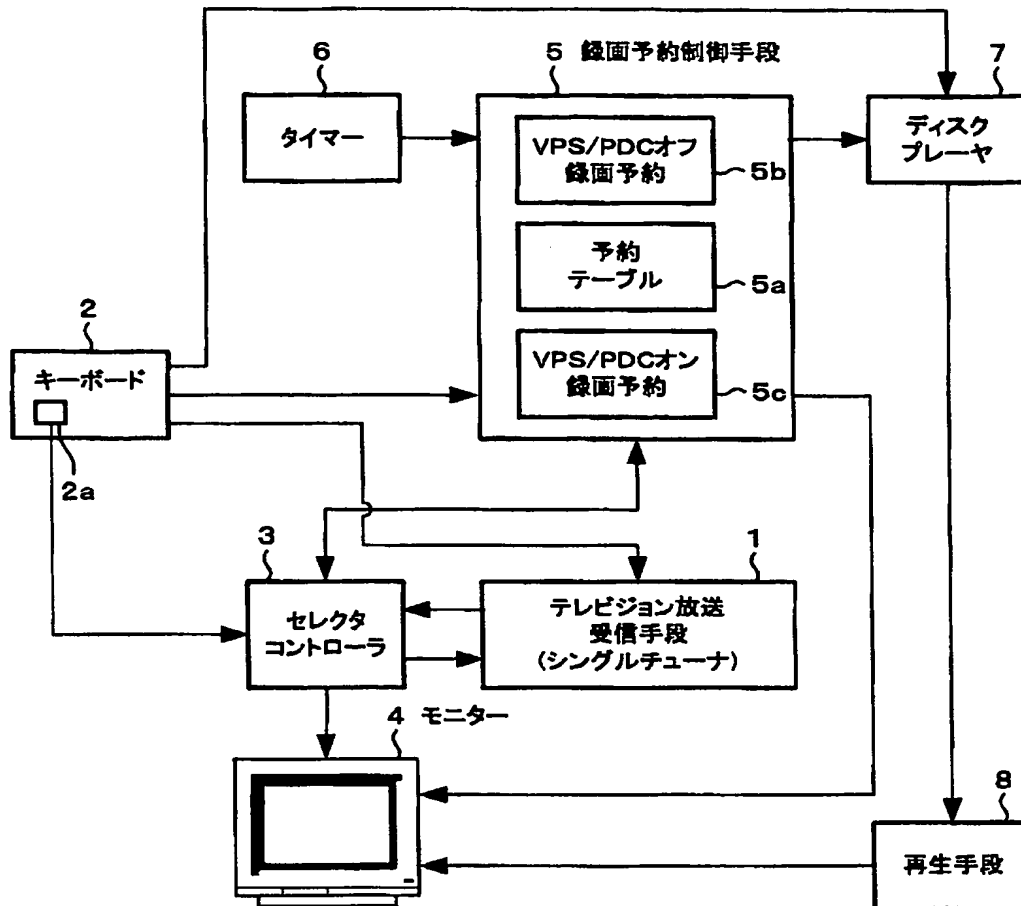 6
5 録画予約制御手段
7
タイマー
VPS/PDCオフ
録画予約
5b
ディスク
プレーヤ
予約
テーブル
5a
2
キーボード
2a
VPS/PDCオン
録画予約
5c
3
セレクタ
コントローラ
1
テレビジョン放送
受信手段
(シングルチューナ)
4 モニター
8
再生手段